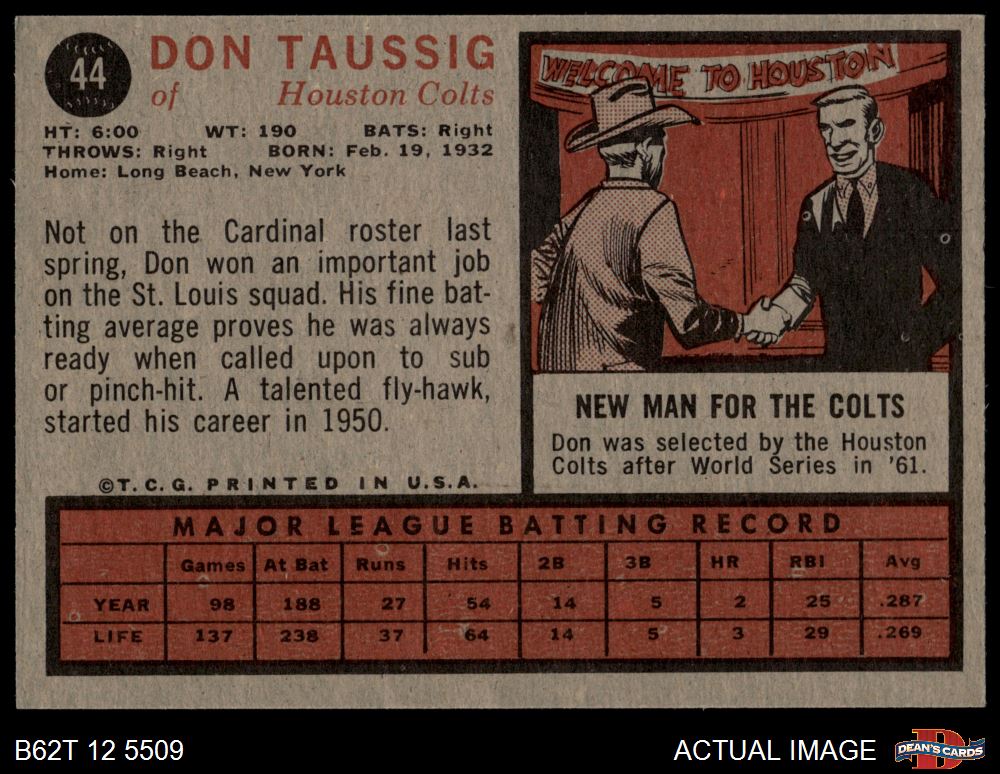 44
DON TAUSSIG
of Houston Colts
HT: 6:00 WT: 190 BATS: Right
THROWS: Right BORN: Feb. 19, 1932
Home: Long Beach, New York
Not on the Cardinal roster last
spring, Don won an important job
on the St. Louis squad. His fine bat-
ting average proves he was always
ready when called upon to sub
or pinch-hit. A talented fly-hawk,
started his career in 1950.
©T.C.G. PRINTED IN U.S.A.
WELCOME TO HOUSTON
NEW MAN FOR THE COLTS
Don was selected by the Houston
Colts after World Series in '61.
MAJOR LEAGUE BATTING RECORD
Games At Bat Runs Hits 2B 3B HR RBI Avg
YEAR 98 188 27 54 14 5 2 25 .287
LIFE 137 238 37 64 14 5 3 29 .269
B62T 12 5509
ACTUAL IMAGE
DEAN'S CARDS